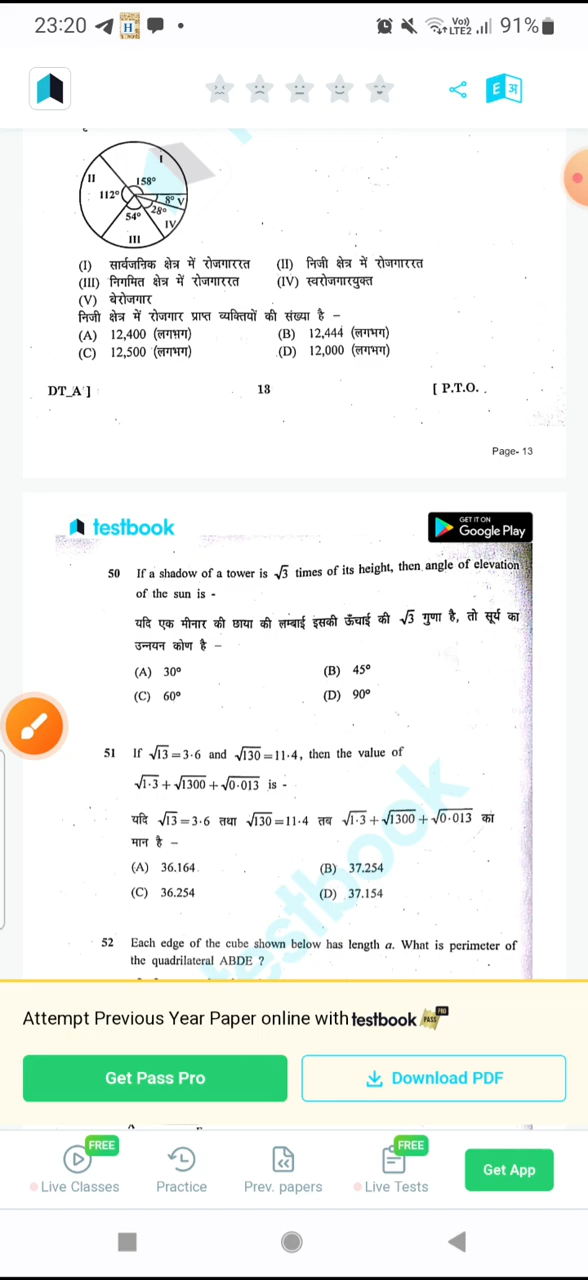 23:20
H
Vo))
LTE2
91%
E अ
I
II
158°
112°
8° V
28°
54°
IV
III
(I) सार्वजनिक क्षेत्र में रोजगाररत (II) निजी क्षेत्र में रोजगाररत
(III) निगमित क्षेत्र में रोजगाररत (IV) स्वरोजगारयुक्त
(V) बेरोजगार
निजी क्षेत्र में रोजगार प्राप्त व्यक्तियों की संख्या है –
(A) 12,400 (लगभग) (B) 12,444 (लगभग)
(C) 12,500 (लगभग) (D) 12,000 (लगभग)
DT_A ] 13 [ P.T.O.
Page- 13
testbook
GET IT ON
Google Play
50 If a shadow of a tower is √3 times of its height, then angle of elevation
of the sun is -
यदि एक मीनार की छाया की लम्बाई इसकी ऊँचाई की √3 गुणा है, तो सूर्य का
उन्नयन कोण है –
(A) 30° (B) 45°
(C) 60° (D) 90°
51 If √13 = 3·6 and √130 = 11·4, then the value of
√1·3 + √1300 + √0·013 is -
यदि √13 = 3·6 तथा √130 = 11·4 तब √1·3 + √1300 + √0·013 का
मान है –
(A) 36.164 (B) 37.254
(C) 36.254 (D) 37.154
52 Each edge of the cube shown below has length a. What is perimeter of
the quadrilateral ABDE ?
testbook
Attempt Previous Year Paper online with testbook PASS PRO
Get Pass Pro
Download PDF
FREE
FREE
Live Classes
Practice
Prev. papers
Live Tests
Get App